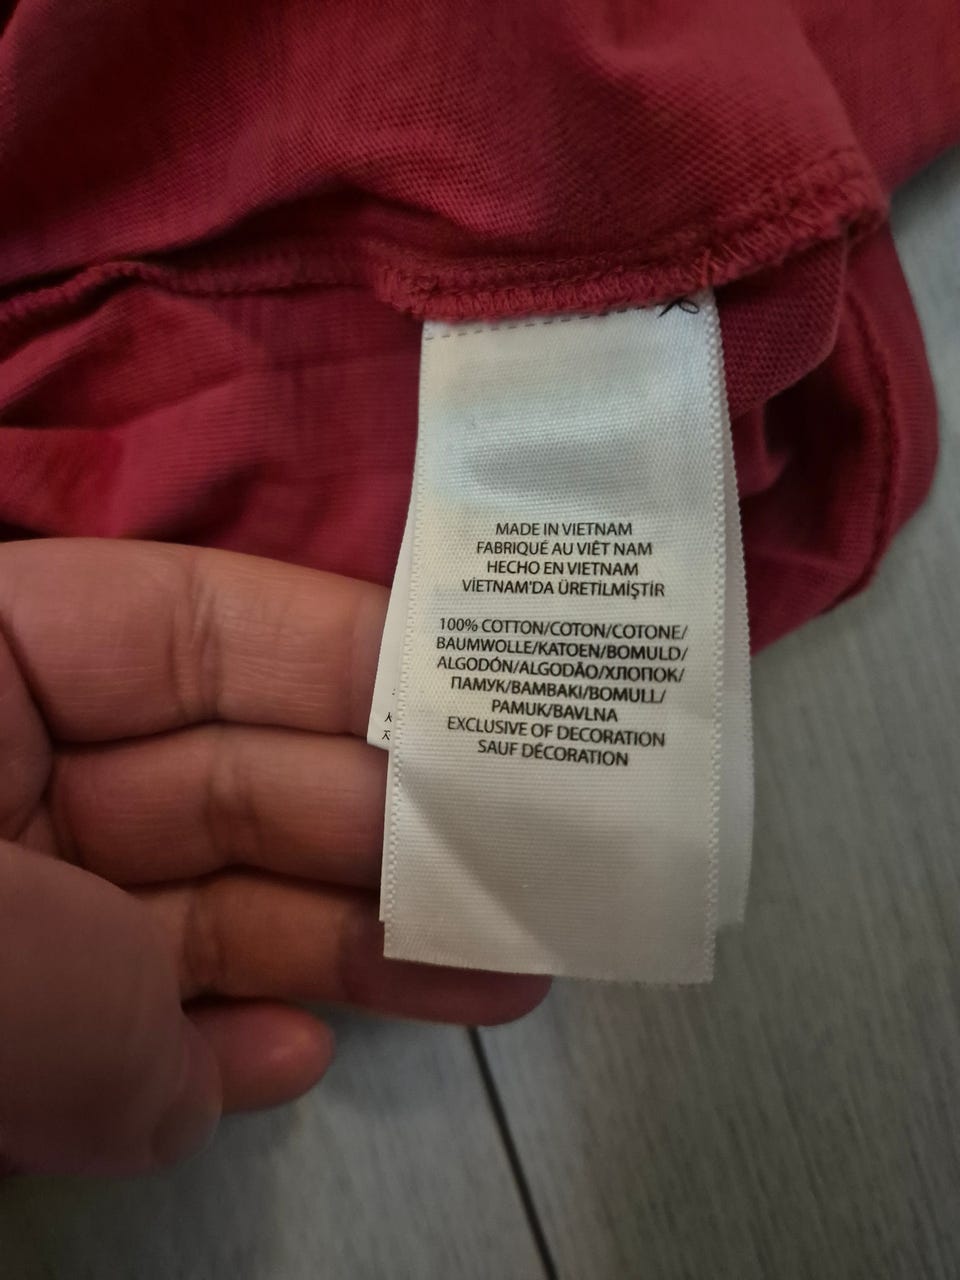 MADE IN VIETNAM
FABRIQUÉ AU VIÊT NAM
HECHO EN VIETNAM
VİETNAM'DA ÜRETİLMİŞTİR
100% COTTON/COTON/COTONE/
BAUMWOLLE/KATOEN/BOMULD/
ALGODÓN/ALGODÃO/ХЛОПОК/
ПАМУК/BAMBAKI/BOMULL/
PAMUK/BAVLNA
EXCLUSIVE OF DECORATION
SAUF DÉCORATION